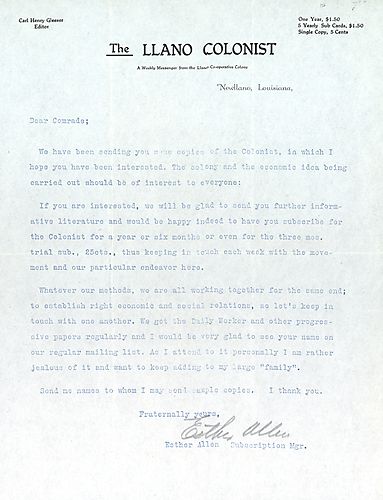 Carl Henry Gleeser
Editor
One Year, $1.50
5 Yearly Sub Cards, $1.50
Single Copy, 5 Cents
The LLANO COLONIST
A Weekly Messenger from the Llano Co-operative Colony
Newllano, Louisiana,
Dear Comrade;
We have been sending you some copies of the Colonist, in which I
hope you have been interested. The colony and the economic idea being
carried out should be of interest to everyone:
If you are interested, we will be glad to send you further inform-
ative literature and would be happy indeed to have you subscribe for
the Colonist for a year or six months or even for the three mos.
trial sub., 25cts., thus keeping in touch each week with the move-
ment and our particular endeavor here.
Whatever our methods, we are all working together for the same end;
to establish right economic and social relations, so let's keep in
touch with one another. We get the Daily Worker and other progres-
sive papers regularly and I would be very glad to see your name on
our regular mailing list. As I attend to it personally I am rather
jealous of it and want to keep adding to my large "family".
Send me names to whom I may send sample copies. I thank you.
Fraternally yours,
Esther Allen
Esther Allen Subscription Mgr.